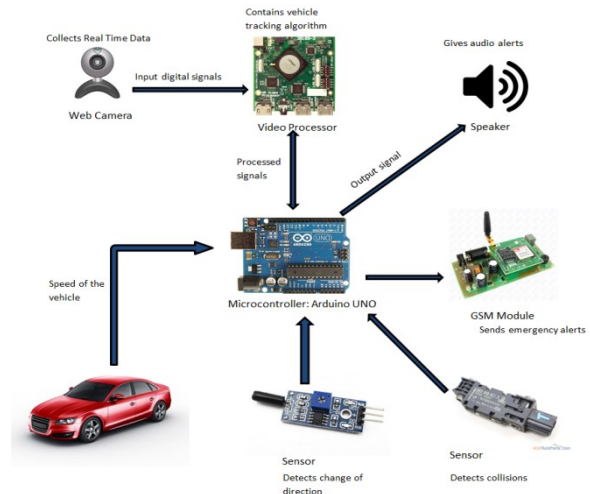 Contains vehicle
tracking algorithm
Collects Real Time Data
Gives audio alerts
Input digital signals
Web Camera
Video Processor
Speaker
Processed
signals
Output signal
ARDUINO
UNO
Speed of the
vehicle
Microcontroller: Arduino UNO
GSM Module
Sends emergency alerts
Sensor
Detects change of
direction
Sensor
Detects collisions